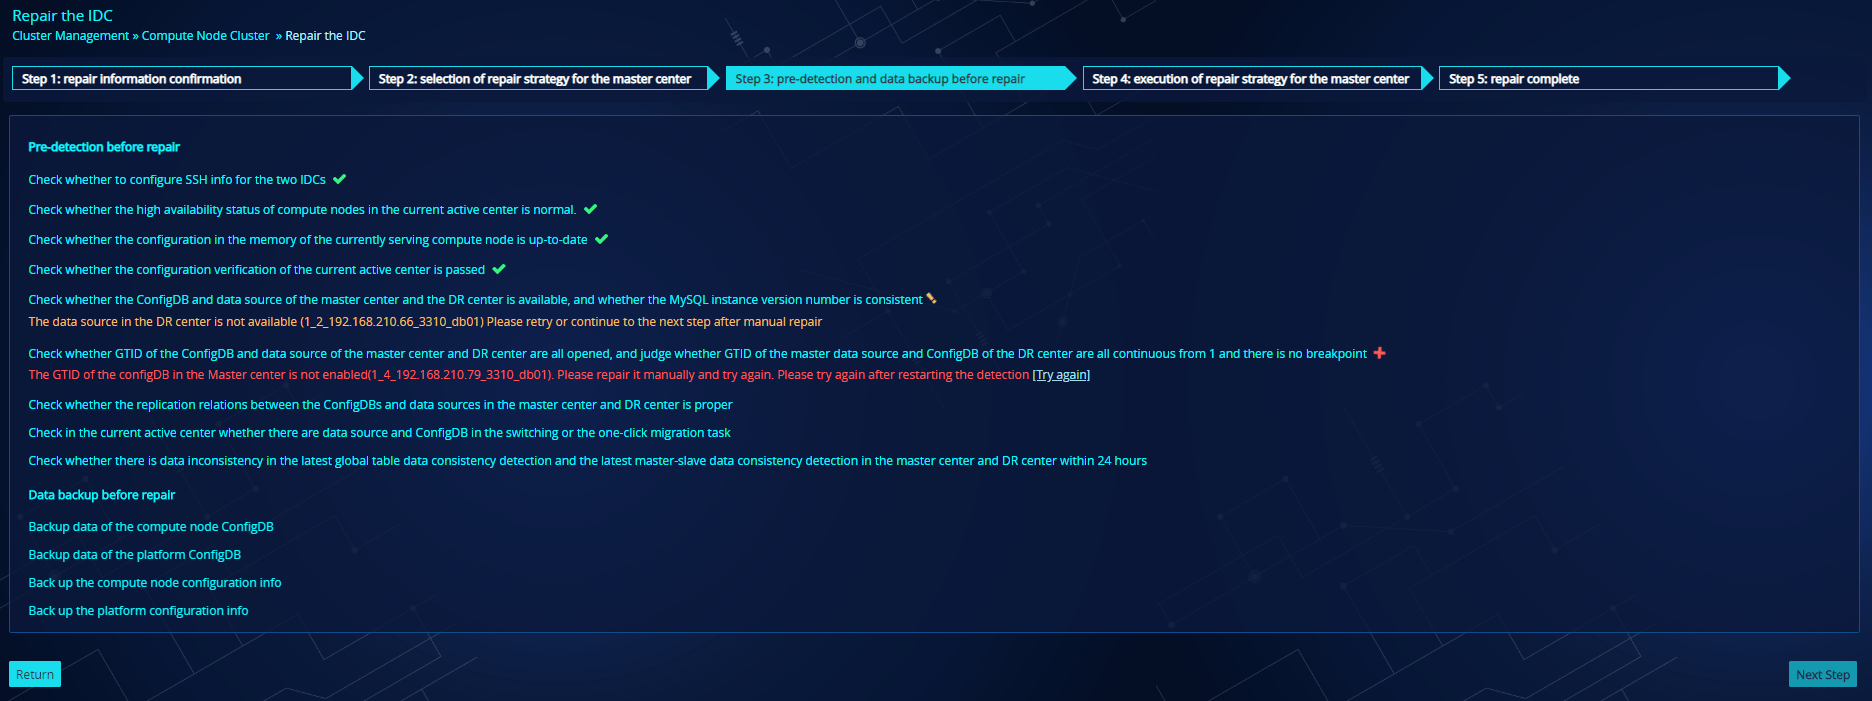 Repair the IDC
Cluster Management » Compute Node Cluster » Repair the IDC
Step 1: repair information confirmation
Step 2: selection of repair strategy for the master center
Step 3: pre-detection and data backup before repair
Step 4: execution of repair strategy for the master center
Step 5: repair complete
Pre-detection before repair
Check whether to configure SSH info for the two IDCs
Check whether the high availability status of compute nodes in the current active center is normal.
Check whether the configuration in the memory of the currently serving compute node is up-to-date
Check whether the configuration verification of the current active center is passed
Check whether the ConfigDB and data source of the master center and the DR center is available, and whether the MySQL instance version number is consistent
The data source in the DR center is not available (1_2_192.168.210.66_3310_db01) Please retry or continue to the next step after manual repair
Check whether GTID of the ConfigDB and data source of the master center and DR center are all opened, and judge whether GTID of the master data source and ConfigDB of the DR center are all continuous from 1 and there is no breakpoint
The GTID of the configDB in the Master center is not enabled(1_4_192.168.210.79_3310_db01). Please repair it manually and try again. Please try again after restarting the detection [Try again]
Check whether the replication relations between the ConfigDBs and data sources in the master center and DR center is proper
Check in the current active center whether there are data source and ConfigDB in the switching or the one-click migration task
Check whether there is data inconsistency in the latest global table data consistency detection and the latest master-slave data consistency detection in the master center and DR center within 24 hours
Data backup before repair
Backup data of the compute node ConfigDB
Backup data of the platform ConfigDB
Back up the compute node configuration info
Back up the platform configuration info
Return
Next Step